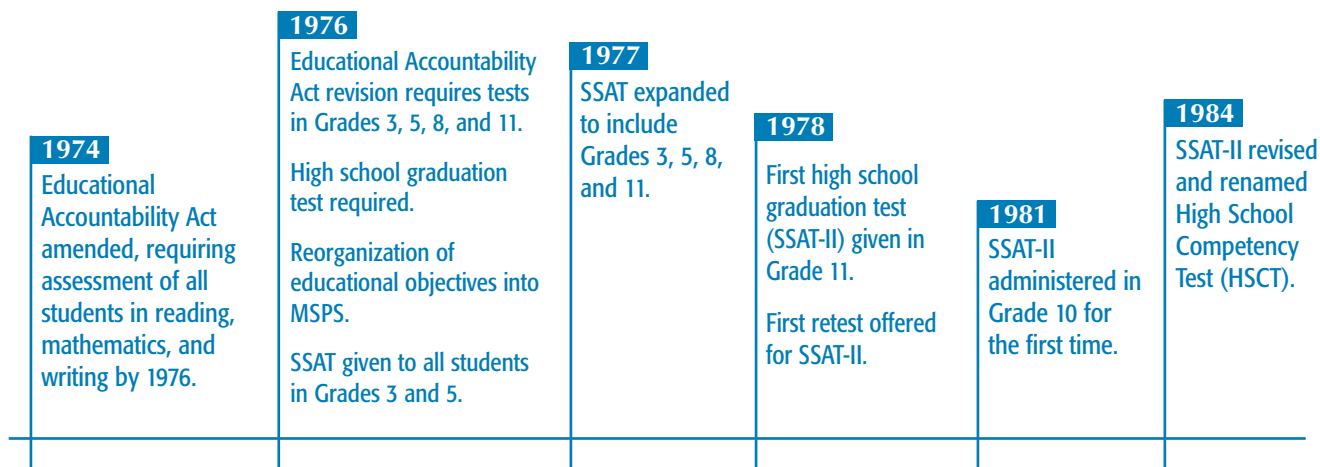 1974
Educational
Accountability Act
amended, requiring
assessment of all
students in reading,
mathematics, and
writing by 1976.
1976
Educational Accountability
Act revision requires tests
in Grades 3, 5, 8, and 11.
High school graduation
test required.
Reorganization of
educational objectives into
MSPS.
SSAT given to all students
in Grades 3 and 5.
1977
SSAT expanded
to include
Grades 3, 5, 8,
and 11.
1978
First high school
graduation test
(SSAT-II) given in
Grade 11.
First retest offered
for SSAT-II.
1981
SSAT-II
administered in
Grade 10 for
the first time.
1984
SSAT-II revised
and renamed
High School
Competency
Test (HSCT).